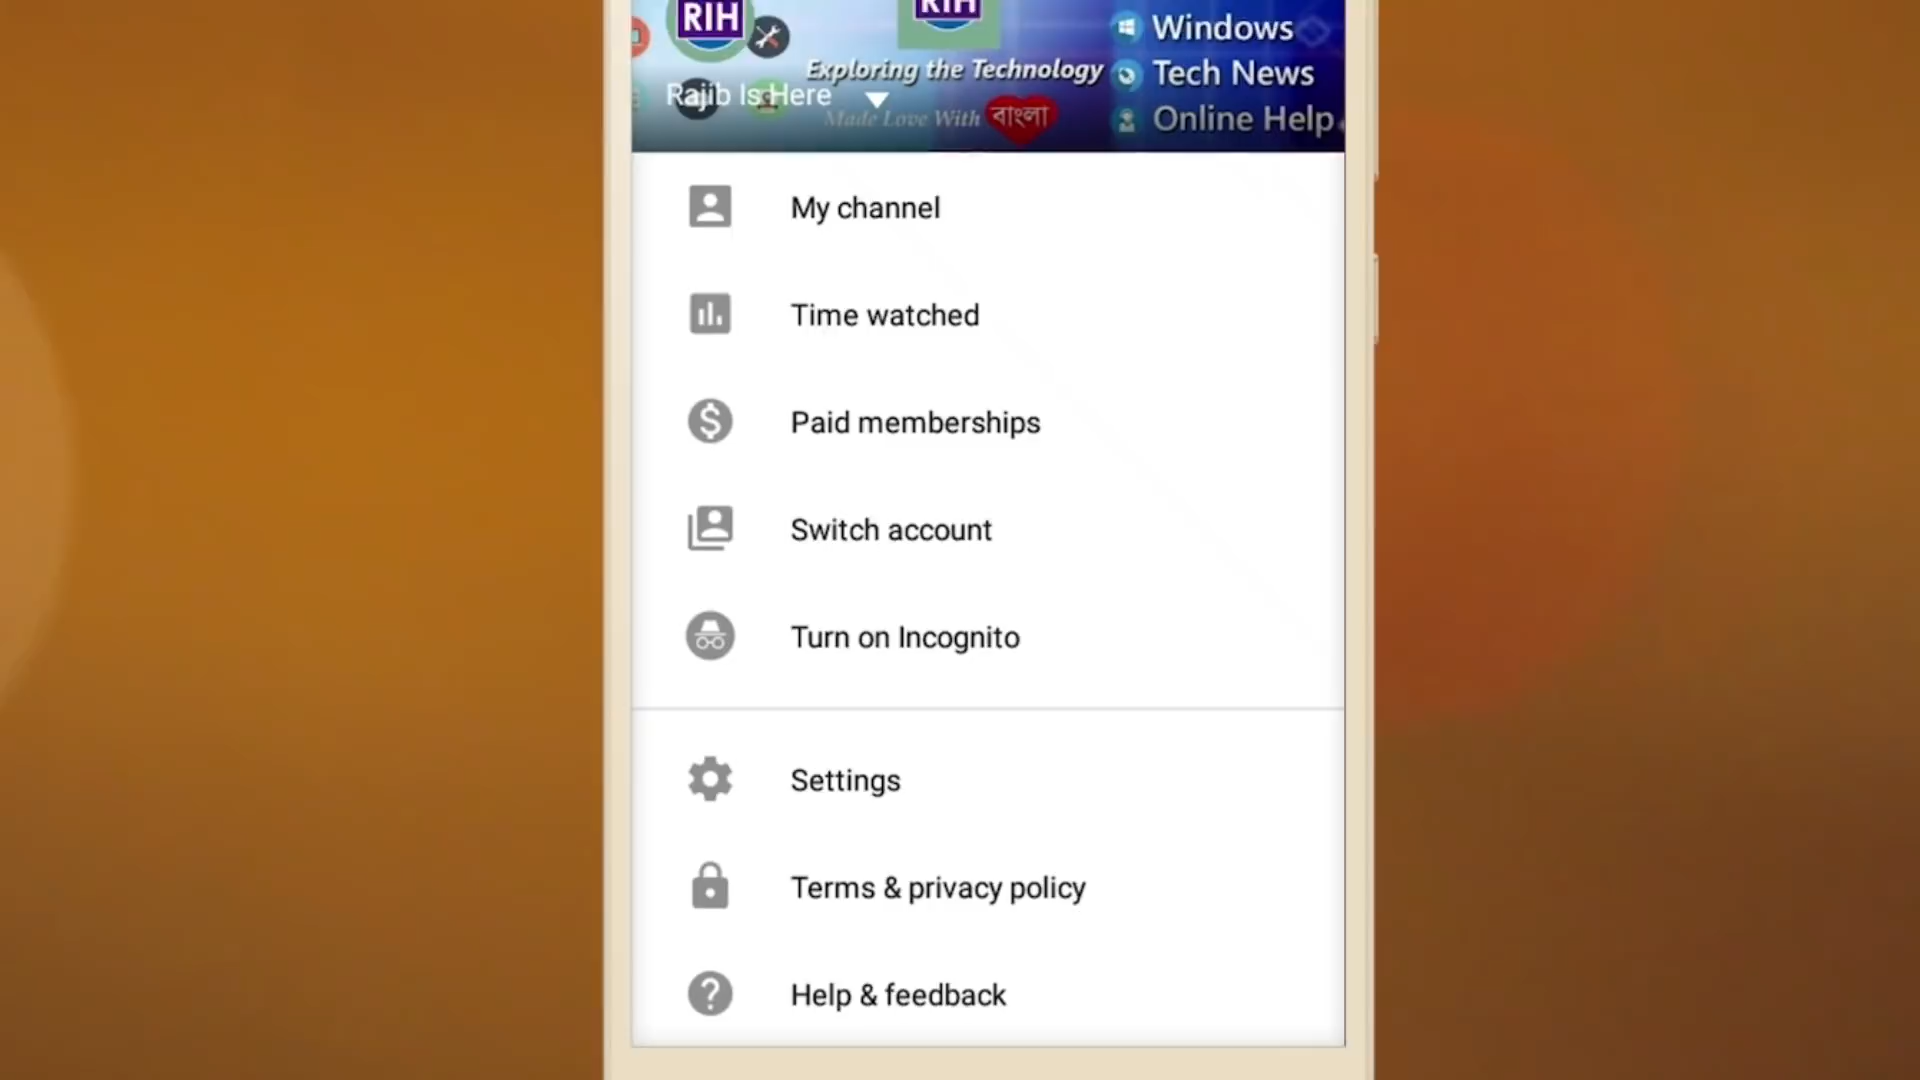 RIH
RIH
Windows
Exploring the Technology
Tech News
Rajib Is Here
Made Love With বাংলা
Online Help
My channel
Time watched
Paid memberships
Switch account
Turn on Incognito
Settings
Terms & privacy policy
Help & feedback